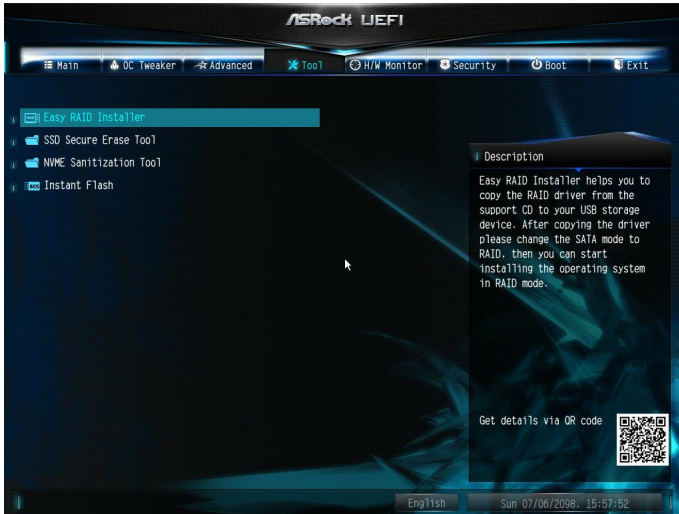 ASRock UEFI
Main
OC Tweaker
Advanced
Tool
H/W Monitor
Security
Boot
Exit
Easy RAID Installer
SSD Secure Erase Tool
NVME Sanitization Tool
BIOS Instant Flash
Description
Easy RAID Installer helps you to
copy the RAID driver from the
support CD to your USB storage
device. After copying the driver
please change the SATA mode to
RAID, then you can start
installing the operating system
in RAID mode.
Get details via QR code
English
Sun 07/06/2098, 15:57:52